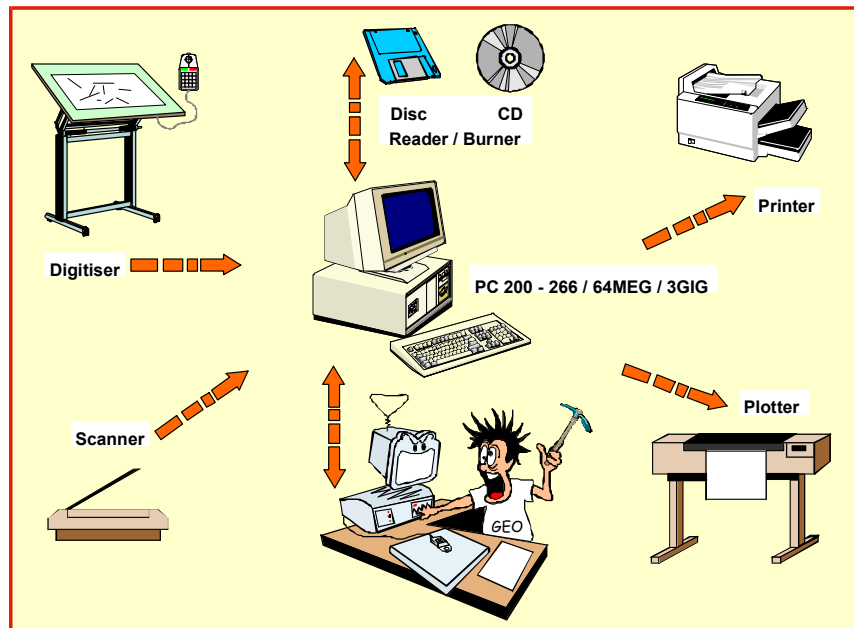 Disc CD
Reader / Burner
Printer
Digitiser
PC 200 - 266 / 64MEG / 3GIG
Scanner
Plotter
GEO